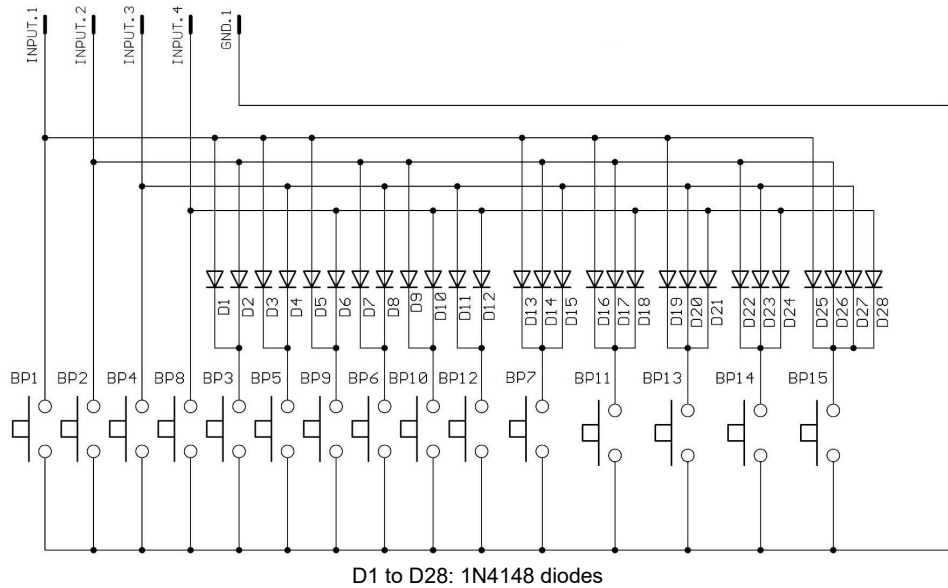 INPUT.1
INPUT.2
INPUT.3
INPUT.4
GND.1
D1
D2
D3
D4
D5
D6
D7
D8
D9
D10
D11
D12
D13
D14
D15
D16
D17
D18
D19
D20
D21
D22
D23
D24
D25
D26
D27
D28
BP1 BP2 BP4 BP8 BP3 BP5 BP9 BP6 BP10 BP12 BP7 BP11 BP13 BP14 BP15
D1 to D28: 1N4148 diodes